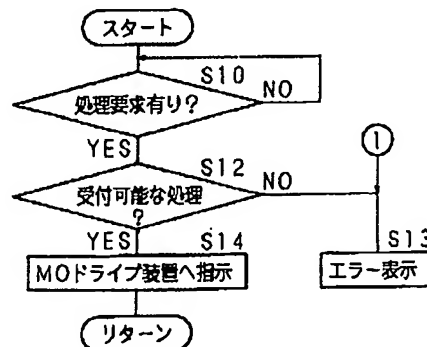 スタート
S10
処理要求有り?
NO
YES
S12
①
受付可能な処理
?
NO
YES
S14
S13
MOドライブ装置へ指示
エラー表示
リターン